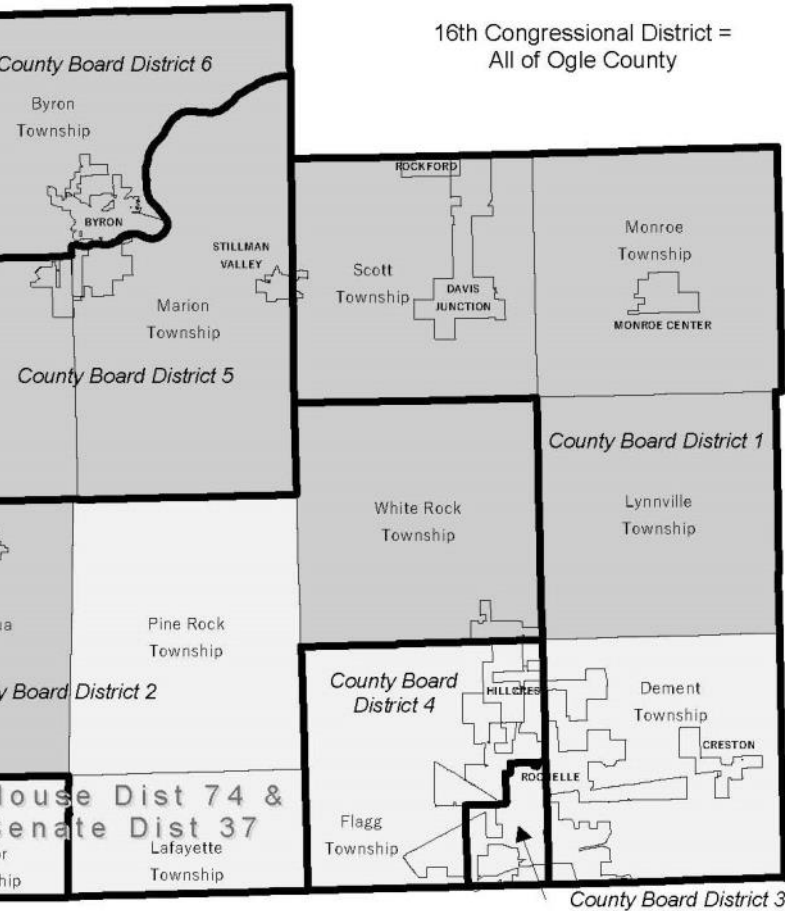 16th Congressional District =
All of Ogle County
County Board District 6
Byron
Township
BYRON
ROCKFORD
STILLMAN
VALLEY
Scott
Township
DAVIS
JUNCTION
Monroe
Township
MONROE CENTER
Marion
Township
County Board District 5
County Board District 1
White Rock
Township
Lynnville
Township
Pine Rock
Township
Board District 2
County Board
District 4
Dement
Township
CRESTON
ROCHELLE
Dist 74 &
Dist 37
Flagg
Township
Lafayette
Township
County Board District 3